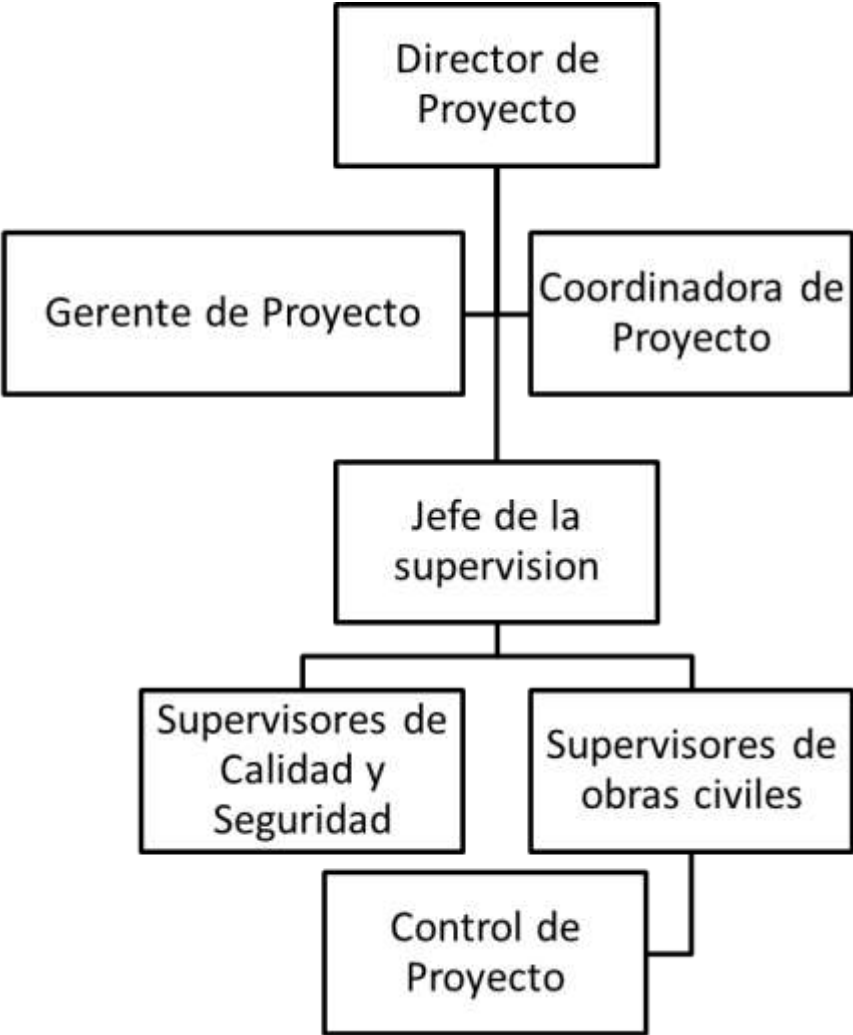 Director de
Proyecto
Gerente de Proyecto
Coordinadora de
Proyecto
Jefe de la
supervision
Supervisores de
Calidad y
Seguridad
Supervisores de
obras civiles
Control de
Proyecto